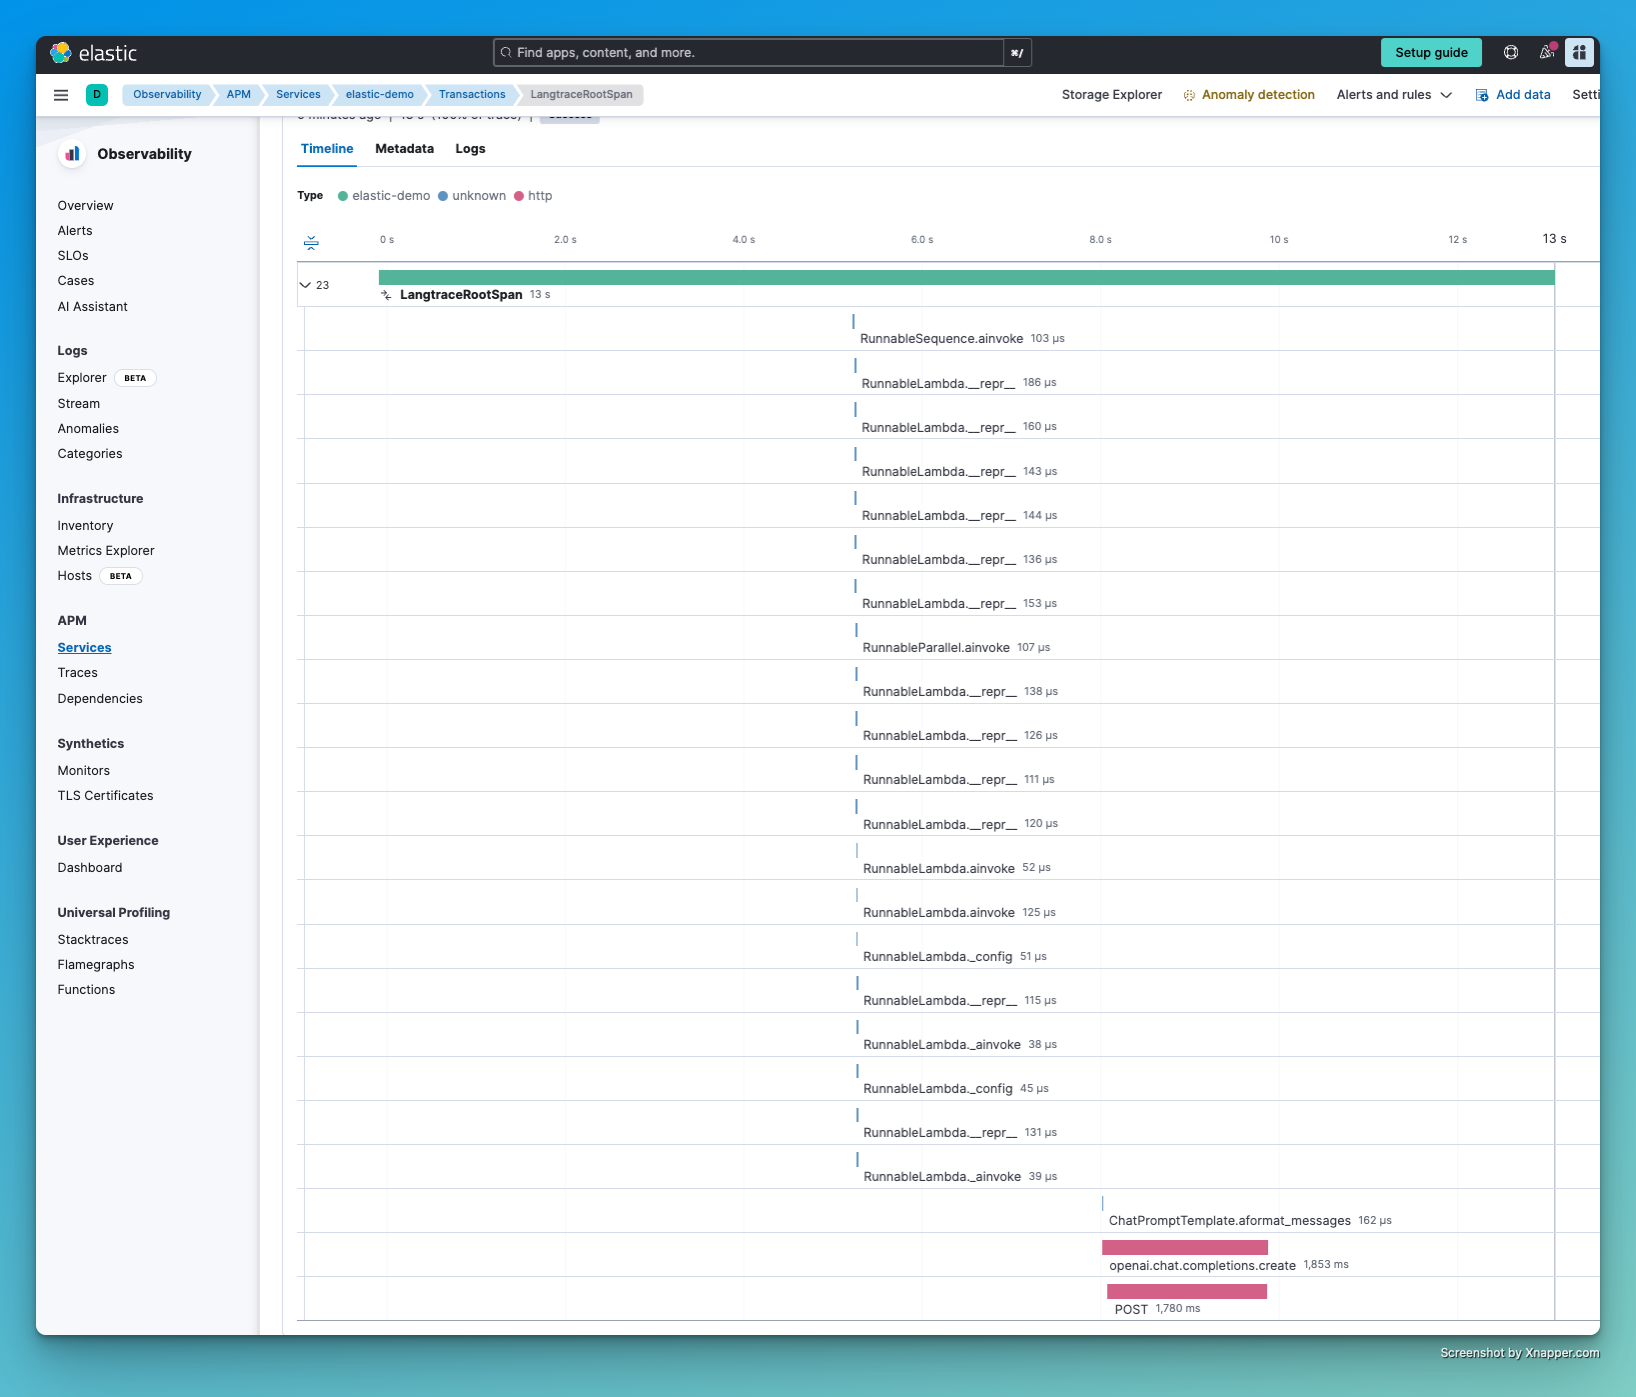 elastic
Find apps, content, and more.
⌘/
Setup guide
D
Observability
APM
Services
elastic-demo
Transactions
LangtraceRootSpan
Storage Explorer
Anomaly detection
Alerts and rules
Add data
Setti
Observability
Overview
Alerts
SLOs
Cases
AI Assistant
Logs
Explorer BETA
Stream
Anomalies
Categories
Infrastructure
Inventory
Metrics Explorer
Hosts BETA
APM
Services
Traces
Dependencies
Synthetics
Monitors
TLS Certificates
User Experience
Dashboard
Universal Profiling
Stacktraces
Flamegraphs
Functions
Timeline Metadata Logs
Type elastic-demo unknown http
0 s 2.0 s 4.0 s 6.0 s 8.0 s 10 s 12 s 13 s
23
LangtraceRootSpan 13 s
RunnableSequence.ainvoke 103 μs
RunnableLambda.__repr__ 186 μs
RunnableLambda.__repr__ 160 μs
RunnableLambda.__repr__ 143 μs
RunnableLambda.__repr__ 144 μs
RunnableLambda.__repr__ 136 μs
RunnableLambda.__repr__ 153 μs
RunnableParallel.ainvoke 107 μs
RunnableLambda.__repr__ 138 μs
RunnableLambda.__repr__ 126 μs
RunnableLambda.__repr__ 111 μs
RunnableLambda.__repr__ 120 μs
RunnableLambda.ainvoke 52 μs
RunnableLambda.ainvoke 125 μs
RunnableLambda._config 51 μs
RunnableLambda.__repr__ 115 μs
RunnableLambda._ainvoke 38 μs
RunnableLambda._config 45 μs
RunnableLambda.__repr__ 131 μs
RunnableLambda._ainvoke 39 μs
ChatPromptTemplate.aformat_messages 162 μs
openai.chat.completions.create 1,853 ms
POST 1,780 ms
Screenshot by Xnapper.com